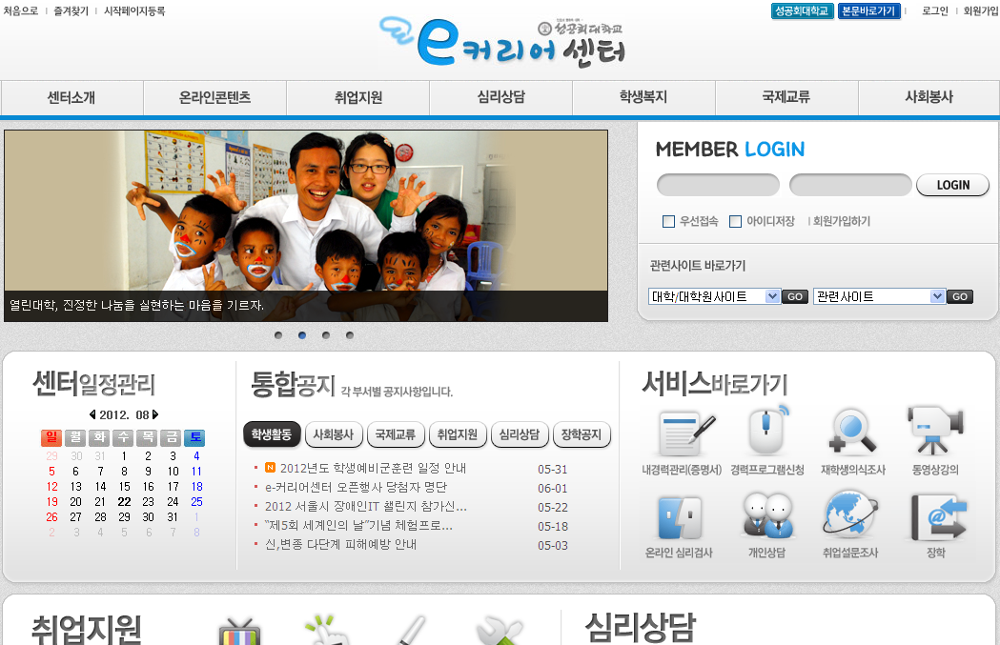 처음으로 | 즐겨찾기 | 시작페이지등록
성공회대학교 본문바로가기 | 로그인 | 회원가입
성공회대학교
e커리어센터
센터소개 온라인콘텐츠 취업지원 심리상담 학생복지 국제교류 사회봉사
열린대학, 진정한 나눔을 실현하는 마음을 기르자.
MEMBER LOGIN
LOGIN
우선접속 아이디저장 | 회원가입하기
관련사이트 바로가기
대학/대학원사이트 GO 관련사이트 GO
센터일정관리
2012. 08
일 월 화 수 목 금 토
29 30 31 1 2 3 4
5 6 7 8 9 10 11
12 13 14 15 16 17 18
19 20 21 22 23 24 25
26 27 28 29 30 31 1
2 3 4 5 6 7 8
통합공지 각 부서별 공지사항입니다.
학생활동 사회봉사 국제교류 취업지원 심리상담 장학공지
N 2012년도 학생예비군훈련 일정 안내 05-31
e-커리어센터 오픈행사 당첨자 명단 06-01
2012 서울시 장애인IT 챌린지 참가신... 05-22
"제5회 세계인의 날"기념 체험프로... 05-18
신,변종 다단계 피해예방 안내 05-03
서비스바로가기
내경력관리(증명서) 경력프로그램신청 재학생의식조사 동영상강의
온라인 심리검사 개인상담 취업설문조사 장학
취업지원
심리상담